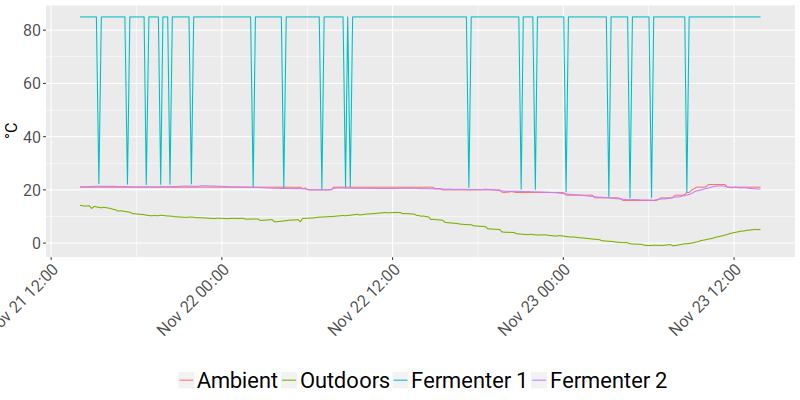 80
60
°C
40
20
0
21 12:00
Nov 22 00:00
Nov 22 12:00
Nov 23 00:00
Nov 23 12:00
Ambient Outdoors Fermenter 1 Fermenter 2